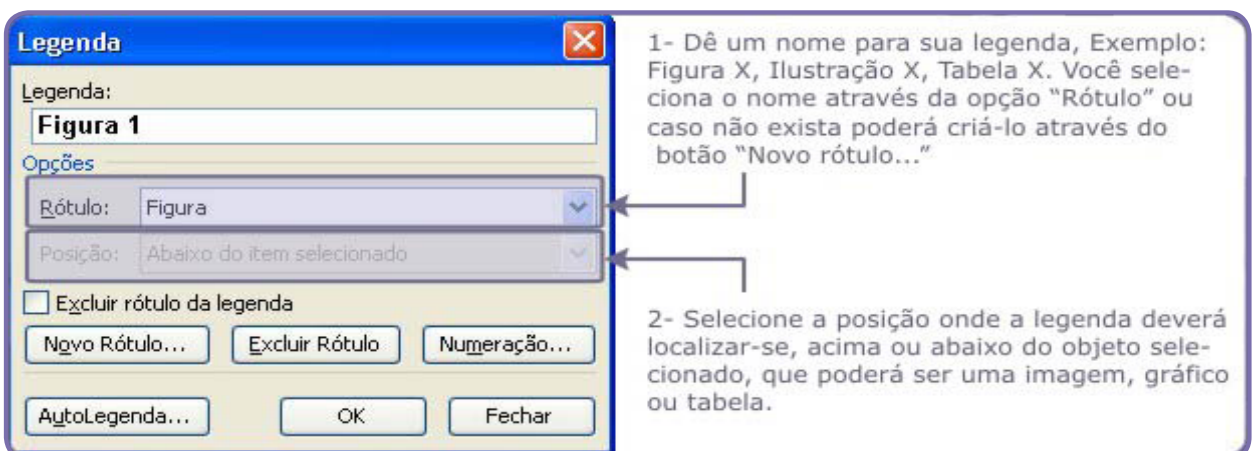 Legenda
Legenda:
Figura 1
Opções
Rótulo: Figura
Posição: Abaixo do item selecionado
Excluir rótulo da legenda
Novo Rótulo... Excluir Rótulo Numeração...
AutoLegenda... OK Fechar
1- Dê um nome para sua legenda, Exemplo:
Figura X, Ilustração X, Tabela X. Você sele-
ciona o nome através da opção “Rótulo” ou
caso não exista poderá criá-lo através do
botão “Novo rótulo...”
2- Selecione a posição onde a legenda deverá
localizar-se, acima ou abaixo do objeto sele-
cionado, que poderá ser uma imagem, gráfico
ou tabela.